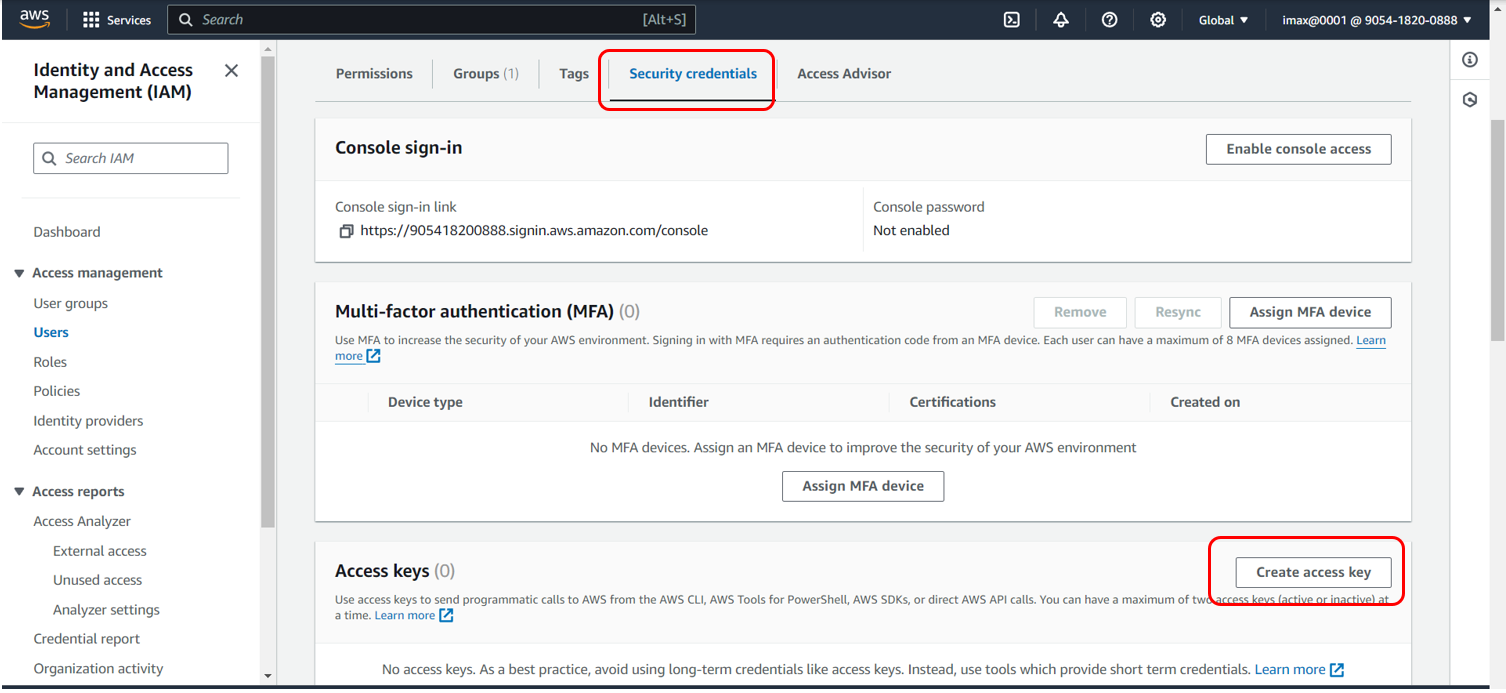 aws
Services
Search
[Alt+S]
Global
imax@0001 @ 9054-1820-0888
Identity and Access
Management (IAM)
Search IAM
Dashboard
Access management
User groups
Users
Roles
Policies
Identity providers
Account settings
Access reports
Access Analyzer
External access
Unused access
Analyzer settings
Credential report
Organization activity
Permissions
Groups (1)
Tags
Security credentials
Access Advisor
Console sign-in
Enable console access
Console sign-in link
https://905418200888.signin.aws.amazon.com/console
Console password
Not enabled
Multi-factor authentication (MFA) (0)
Remove
Resync
Assign MFA device
Use MFA to increase the security of your AWS environment. Signing in with MFA requires an authentication code from an MFA device. Each user can have a maximum of 8 MFA devices assigned. Learn
more
Device type
Identifier
Certifications
Created on
No MFA devices. Assign an MFA device to improve the security of your AWS environment
Assign MFA device
Access keys (0)
Create access key
Use access keys to send programmatic calls to AWS from the AWS CLI, AWS Tools for PowerShell, AWS SDKs, or direct AWS API calls. You can have a maximum of two access keys (active or inactive) at
a time. Learn more
No access keys. As a best practice, avoid using long-term credentials like access keys. Instead, use tools which provide short term credentials. Learn more